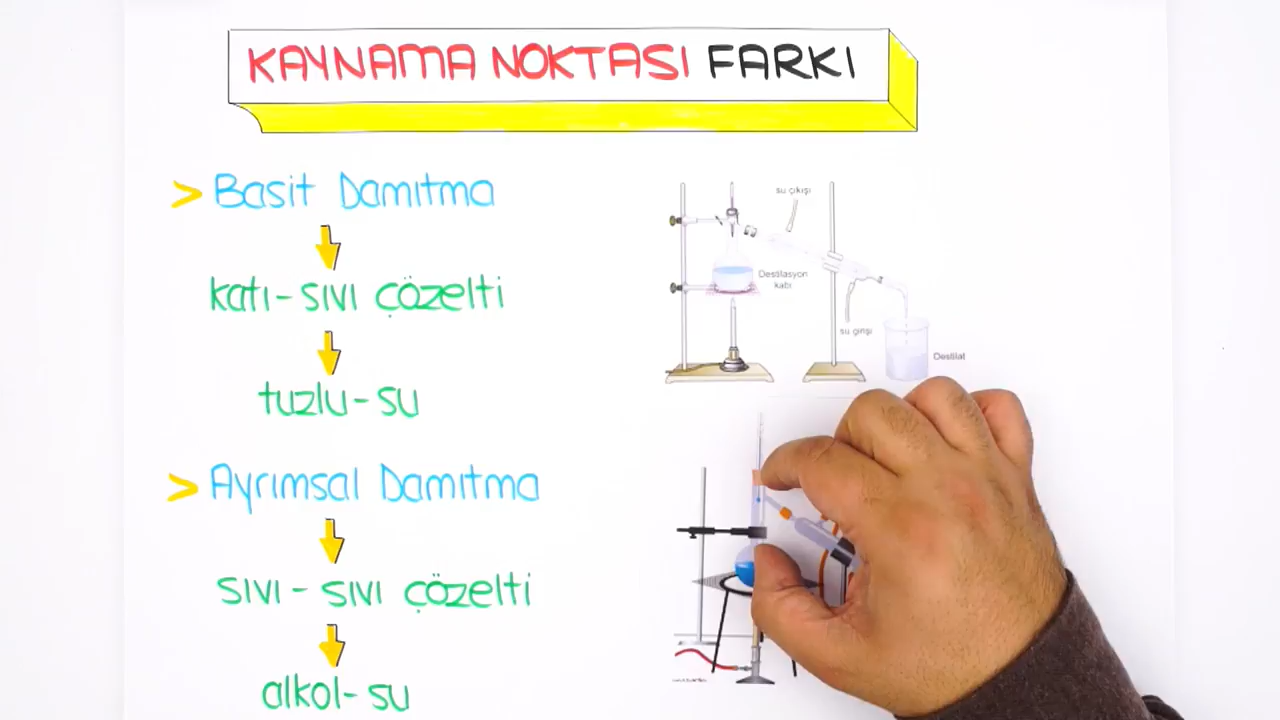 KAYNAMA NOKTASI FARKI
> Basit Damıtma
katı-sıvı çözelti
tuzlu-su
> Ayrımsal Damıtma
sıvı-sıvı çözelti
alkol-su
su çıkışı
Destilasyon
kabı
su girişi
Destilat